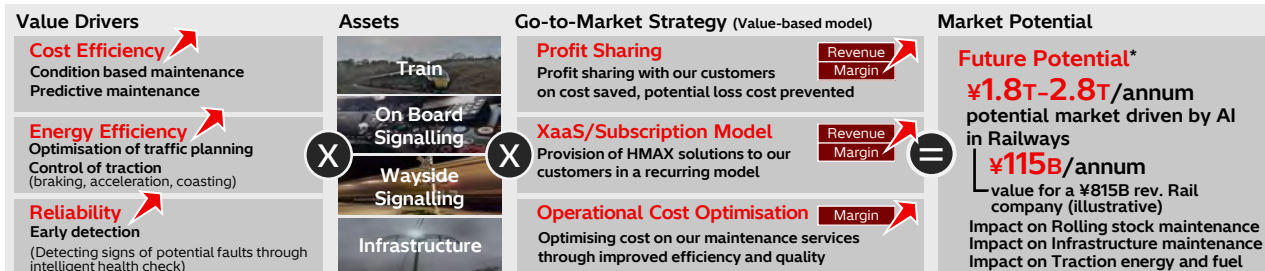 Value Drivers
Cost Efficiency
Condition based maintenance
Predictive maintenance
Energy Efficiency
Optimisation of traffic planning
Control of traction
(braking, acceleration, coasting)
Reliability
Early detection
(Detecting signs of potential faults through
intelligent health check)
X
Assets
Train
On Board
Signalling
Wayside
Signalling
Infrastructure
X
Go-to-Market Strategy (Value-based model)
Profit Sharing
Revenue
Margin
Profit sharing with our customers
on cost saved, potential loss cost prevented
XaaS/Subscription Model
Revenue
Margin
Provision of HMAX solutions to our
customers in a recurring model
Operational Cost Optimisation
Margin
Optimising cost on our maintenance services
through improved efficiency and quality
=
Market Potential
Future Potential*
¥1.8T-2.8T/annum
potential market driven by AI
in Railways
¥115B/annum
value for a ¥815B rev. Rail
company (illustrative)
Impact on Rolling stock maintenance
Impact on Infrastructure maintenance
Impact on Traction energy and fuel